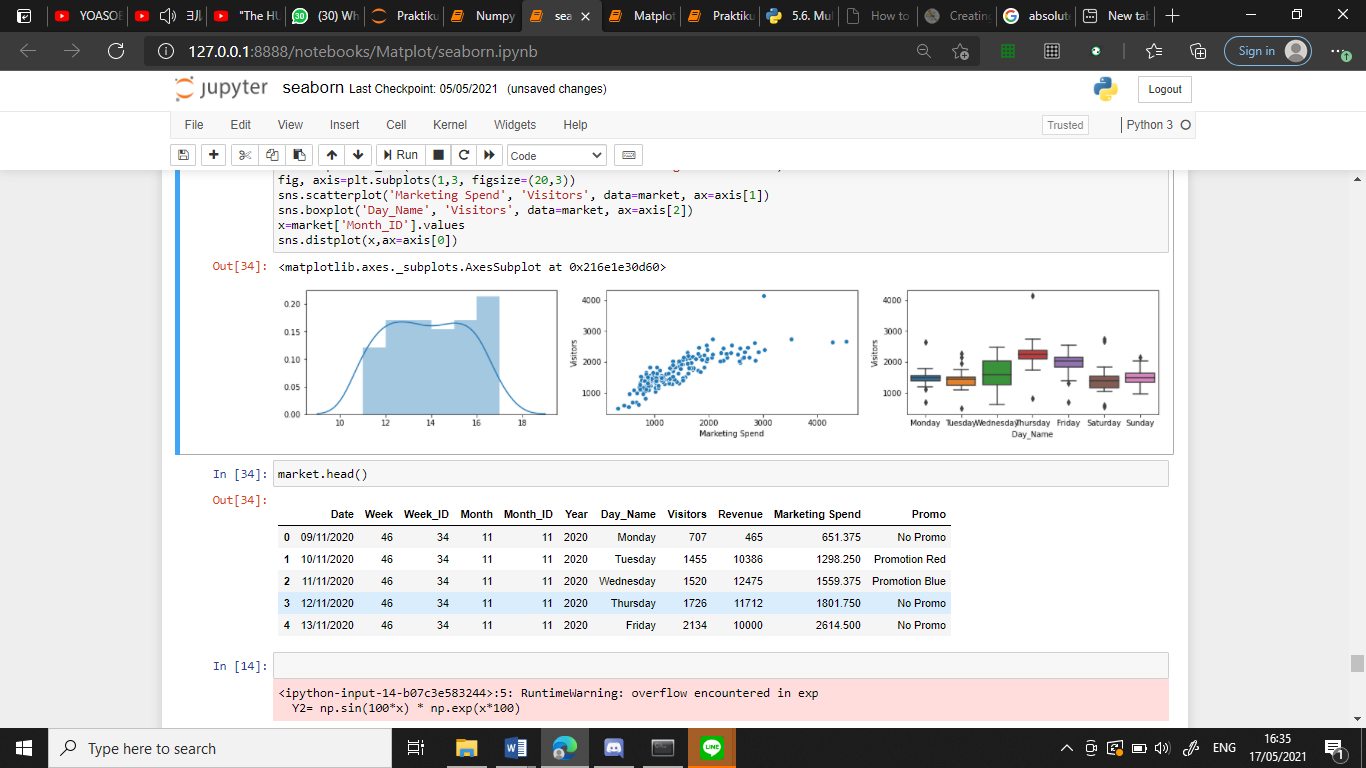 YOASOB
ヨル
"The HU
(30) Wh
Praktiku
Numpy
sea
Matplot
Praktiku
5.6. Mul
How to
Creating
absolute
New tab
127.0.0.1:8888/notebooks/Matplot/seaborn.ipynb
Sign in
jupyter
seaborn Last Checkpoint: 05/05/2021 (unsaved changes)
Logout
File Edit View Insert Cell Kernel Widgets Help
Trusted
Python 3
Run
Code
fig, axis=plt.subplots(1,3, figsize=(20,3))
sns.scatterplot('Marketing Spend', 'Visitors', data=market, ax=axis[1])
sns.boxplot('Day_Name', 'Visitors', data=market, ax=axis[2])
x=market['Month_ID'].values
sns.distplot(x,ax=axis[0])
Out[34]: <matplotlib.axes._subplots.AxesSubplot at 0x216e1e30d60>
0.20
0.15
0.10
0.05
0.00
10 12 14 16 18
4000
3000
2000
1000
Visitors
1000 2000 3000 4000
Marketing Spend
4000
3000
2000
1000
Visitors
Monday Tuesday Wednesday Thursday Friday Saturday Sunday
Day_Name
In [34]: market.head()
Out[34]:
Date Week Week_ID Month Month_ID Year Day_Name Visitors Revenue Marketing Spend Promo
0 09/11/2020 46 34 11 11 2020 Monday 707 465 651.375 No Promo
1 10/11/2020 46 34 11 11 2020 Tuesday 1455 10386 1298.250 Promotion Red
2 11/11/2020 46 34 11 11 2020 Wednesday 1520 12475 1559.375 Promotion Blue
3 12/11/2020 46 34 11 11 2020 Thursday 1726 11712 1801.750 No Promo
4 13/11/2020 46 34 11 11 2020 Friday 2134 10000 2614.500 No Promo
In [14]:
<ipython-input-14-b07c3e583244>:5: RuntimeWarning: overflow encountered in exp
Y2= np.sin(100*x) * np.exp(x*100)
Type here to search
ENG
16:35
17/05/2021
1